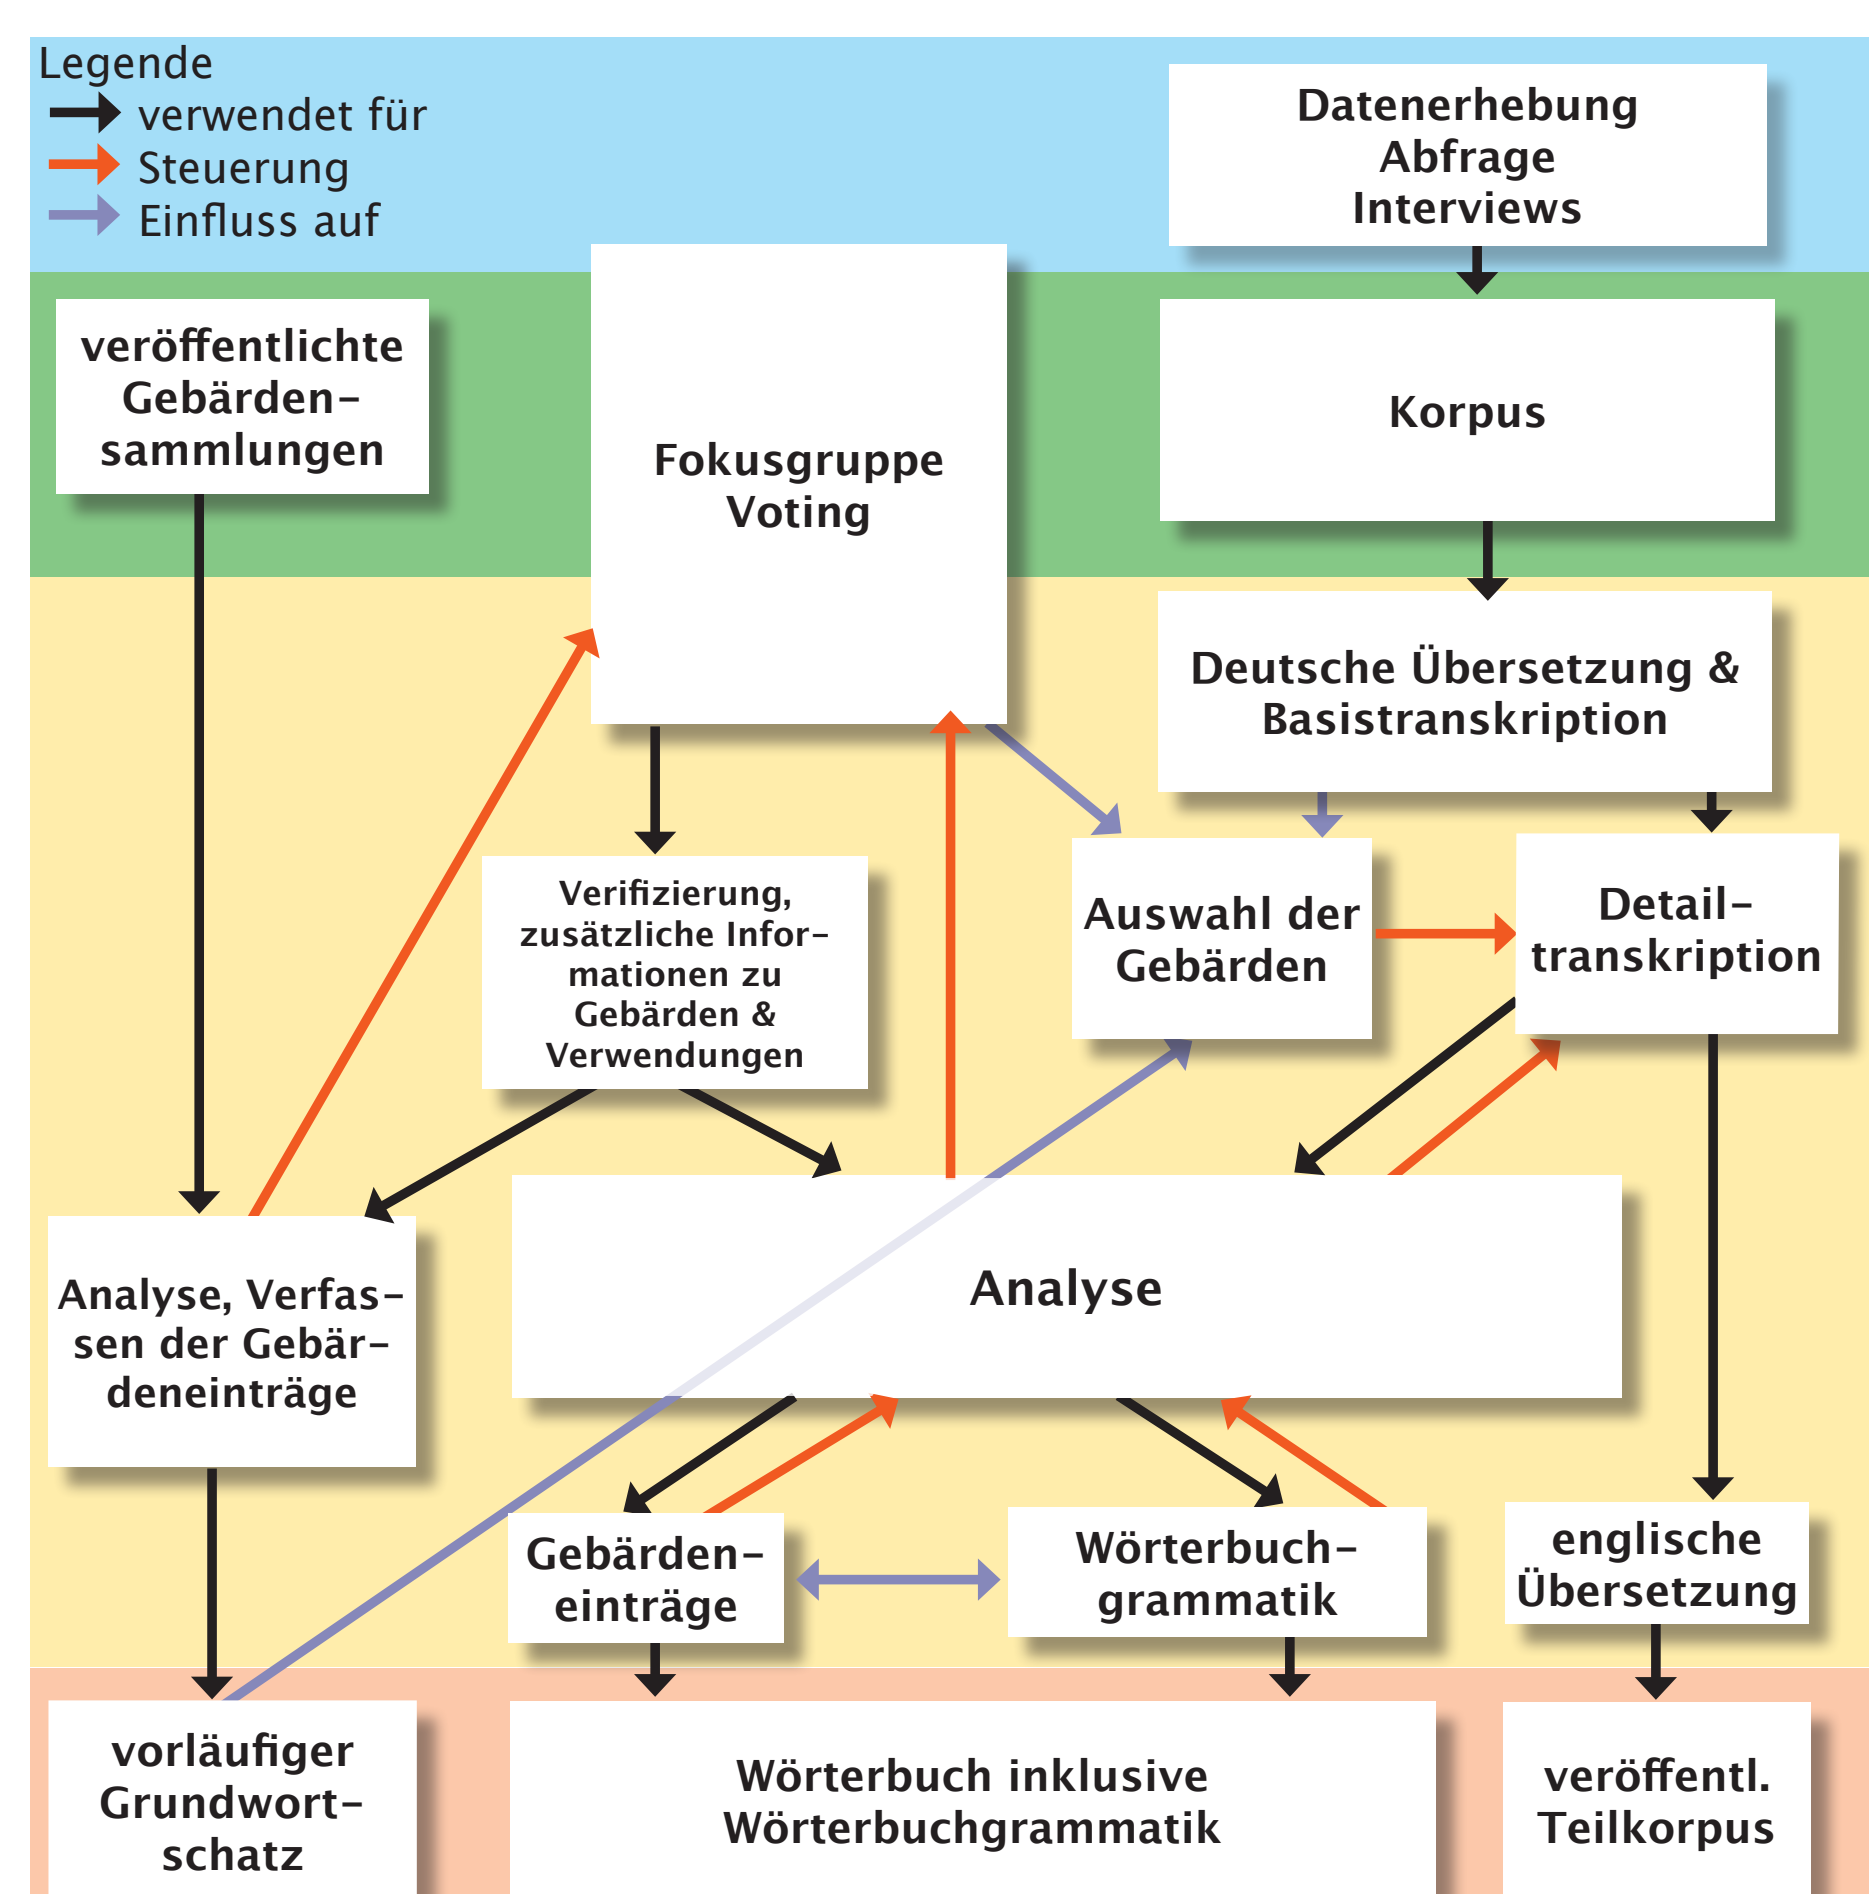 Legende
verwendet für
Steuerung
Einfluss auf
Datenerhebung
Abfrage
Interviews
veröffentlichte
Gebärden-
sammlungen
Fokusgruppe
Voting
Korpus
Deutsche Übersetzung &
Basistranskription
Verifizierung,
zusätzliche Infor-
mationen zu
Gebärden &
Verwendungen
Auswahl der
Gebärden
Detail-
transkription
Analyse, Verfas-
sen der Gebär-
deneinträge
Analyse
Gebärden-
einträge
Wörterbuch-
grammatik
englische
Übersetzung
vorläufiger
Grundwort-
schatz
Wörterbuch inklusive
Wörterbuchgrammatik
veröffentl.
Teilkorpus